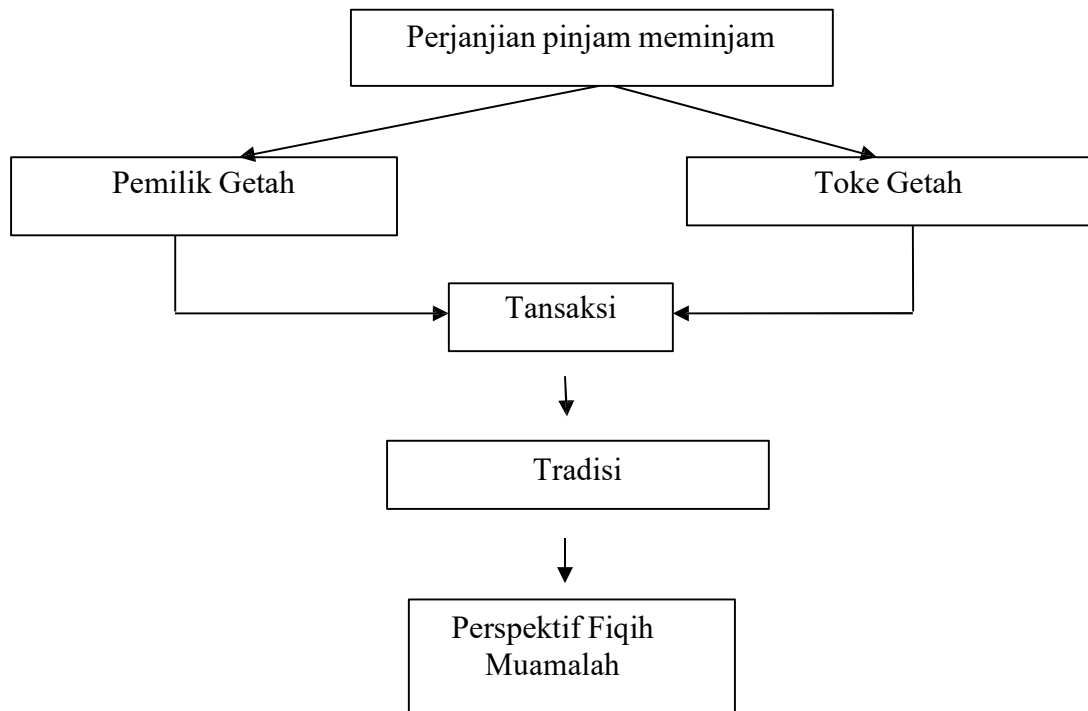 Perjanjian pinjam meminjam
Pemilik Getah
Toke Getah
Tansaksi
Tradisi
Perspektif Fiqih
Muamalah